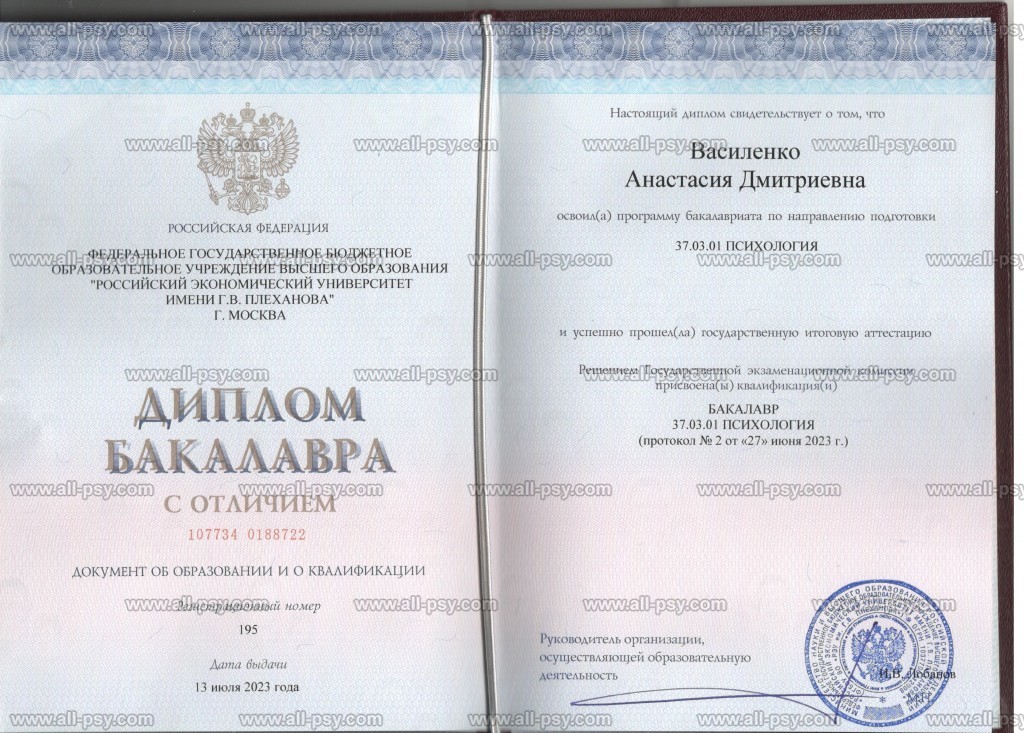 РОССИЙСКАЯ ФЕДЕРАЦИЯ
ФЕДЕРАЛЬНОЕ ГОСУДАРСТВЕННОЕ БЮДЖЕТНОЕ
ОБРАЗОВАТЕЛЬНОЕ УЧРЕЖДЕНИЕ ВЫСШЕГО ОБРАЗОВАНИЯ
"РОССИЙСКИЙ ЭКОНОМИЧЕСКИЙ УНИВЕРСИТЕТ
ИМЕНИ Г.В. ПЛЕХАНОВА"
Г. МОСКВА
ДИПЛОМ
БАКАЛАВРА
С ОТЛИЧИЕМ
107734 0188722
ДОКУМЕНТ ОБ ОБРАЗОВАНИИ И О КВАЛИФИКАЦИИ
Регистрационный номер
195
Дата выдачи
13 июля 2023 года
Настоящий диплом свидетельствует о том, что
Василенко
Анастасия Дмитриевна
освоил(а) программу бакалавриата по направлению подготовки
37.03.01 ПСИХОЛОГИЯ
и успешно прошел(ла) государственную итоговую аттестацию
Решением Государственной экзаменационной комиссии
присвоена(ы) квалификация(и)
БАКАЛАВР
37.03.01 ПСИХОЛОГИЯ
(протокол № 2 от «27» июня 2023 г.)
Руководитель организации,
осуществляющей образовательную
деятельность
И.В. Лобанов
www.all-psy.com